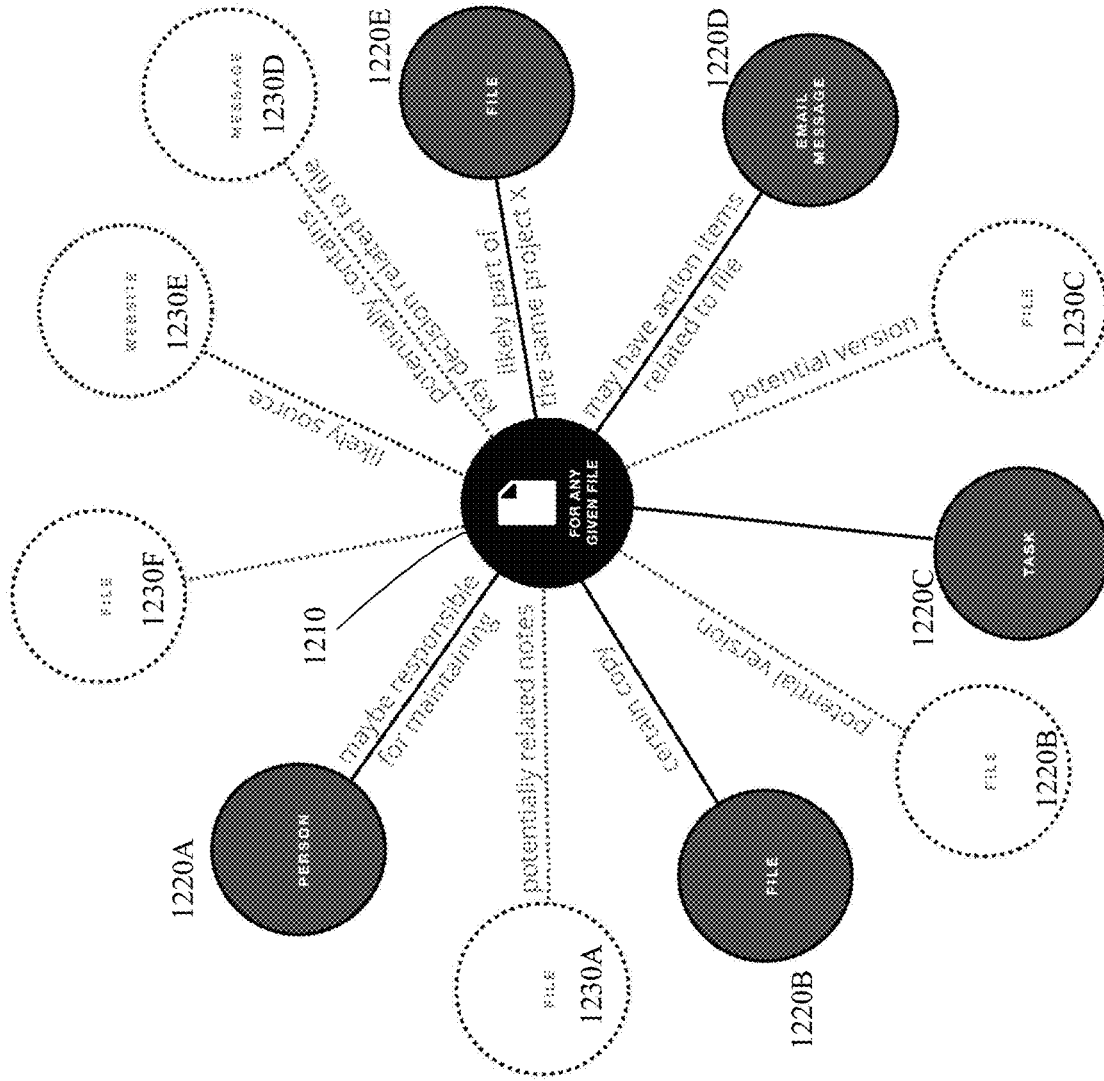 FILE
1230F
WEBSITE
1230E
1220A
PERSON
MESSAGE
1230D
likely source
1210
potentially contains
key decision related to file
maybe responsible
for maintaining
1220E
FILE
likely part of
the same project X
FILE
1230A
potentially related notes
FOR ANY
GIVEN FILE
may have action items
related to file
certain copy
1220D
EMAIL
MESSAGE
FILE
1220B
potential version
potential version
1220C
TASK
FILE
1220B
FILE
1230C